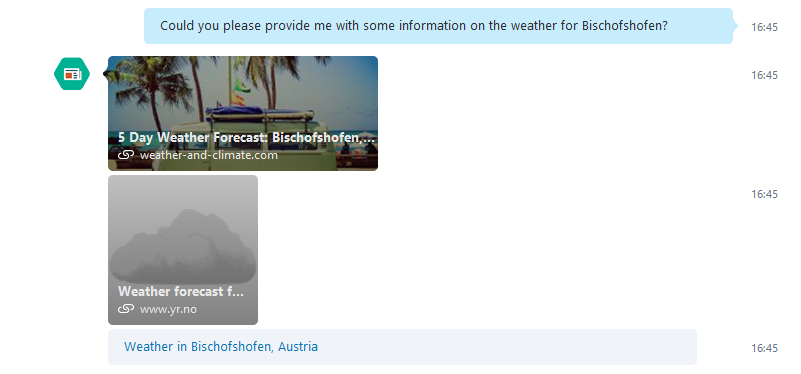 Could you please provide me with some information on the weather for Bischofshofen?
16:45
16:45
5 Day Weather Forecast: Bischofshofen,...
weather-and-climate.com
16:45
Weather forecast f...
www.yr.no
Weather in Bischofshofen, Austria
16:45